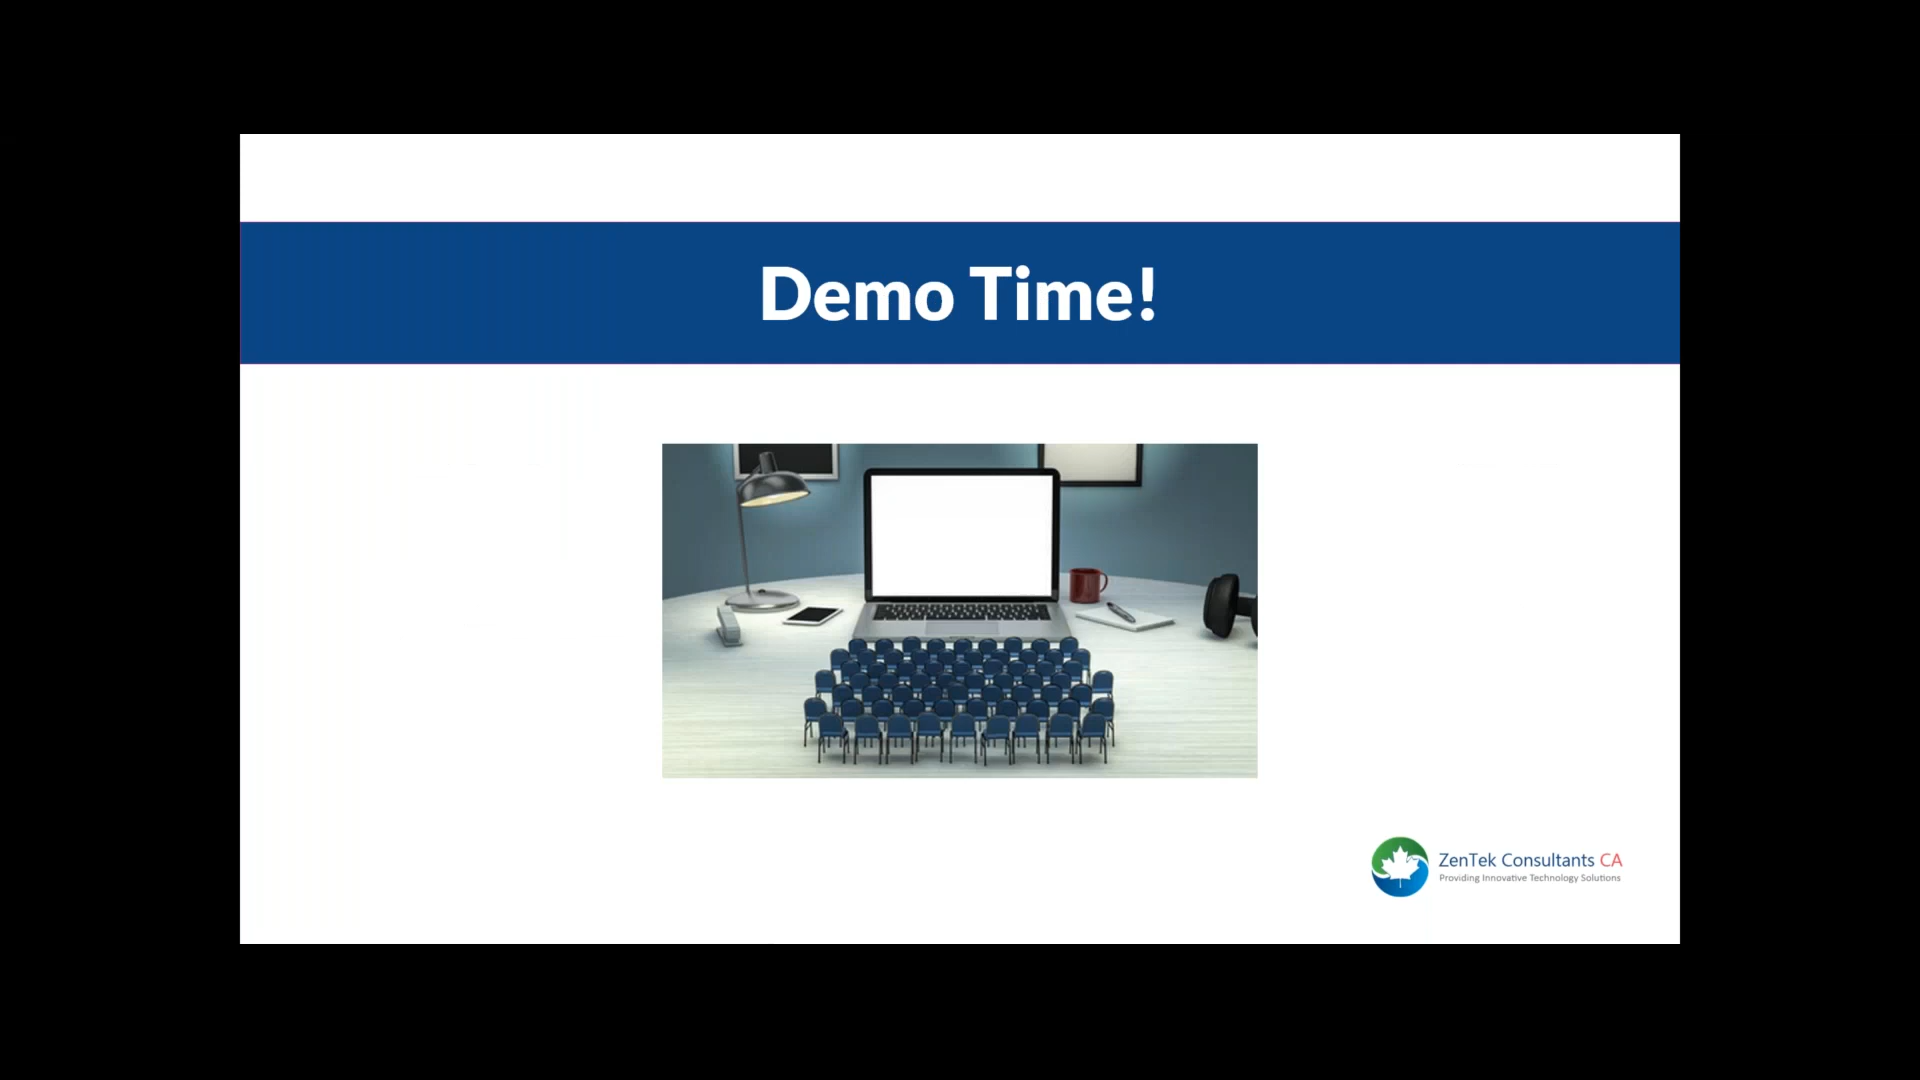 Demo Time!
ZenTek Consultants CA
Providing Innovative Technology Solutions